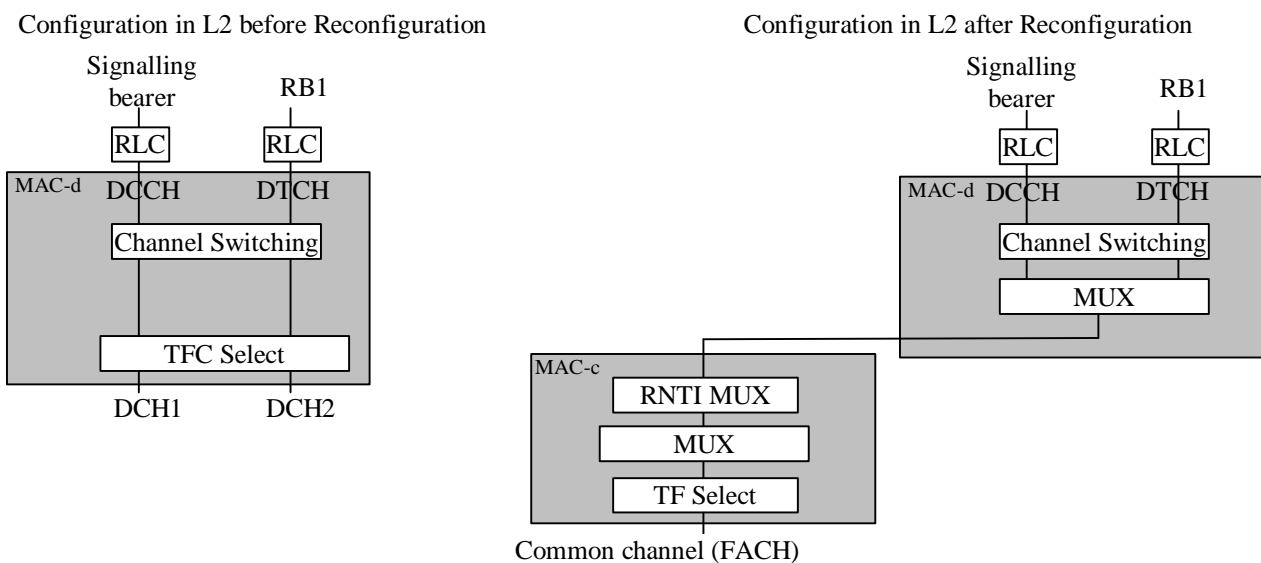 Configuration in L2 before Reconfiguration
Signalling
bearer
RB1
RLC
RLC
MAC-d
DCCH
DTCH
Channel Switching
TFC Select
DCH1
DCH2
Configuration in L2 after Reconfiguration
Signalling
bearer
RB1
RLC
RLC
MAC-d
DCCH
DTCH
Channel Switching
MUX
MAC-c
RNTI MUX
MUX
TF Select
Common channel (FACH)